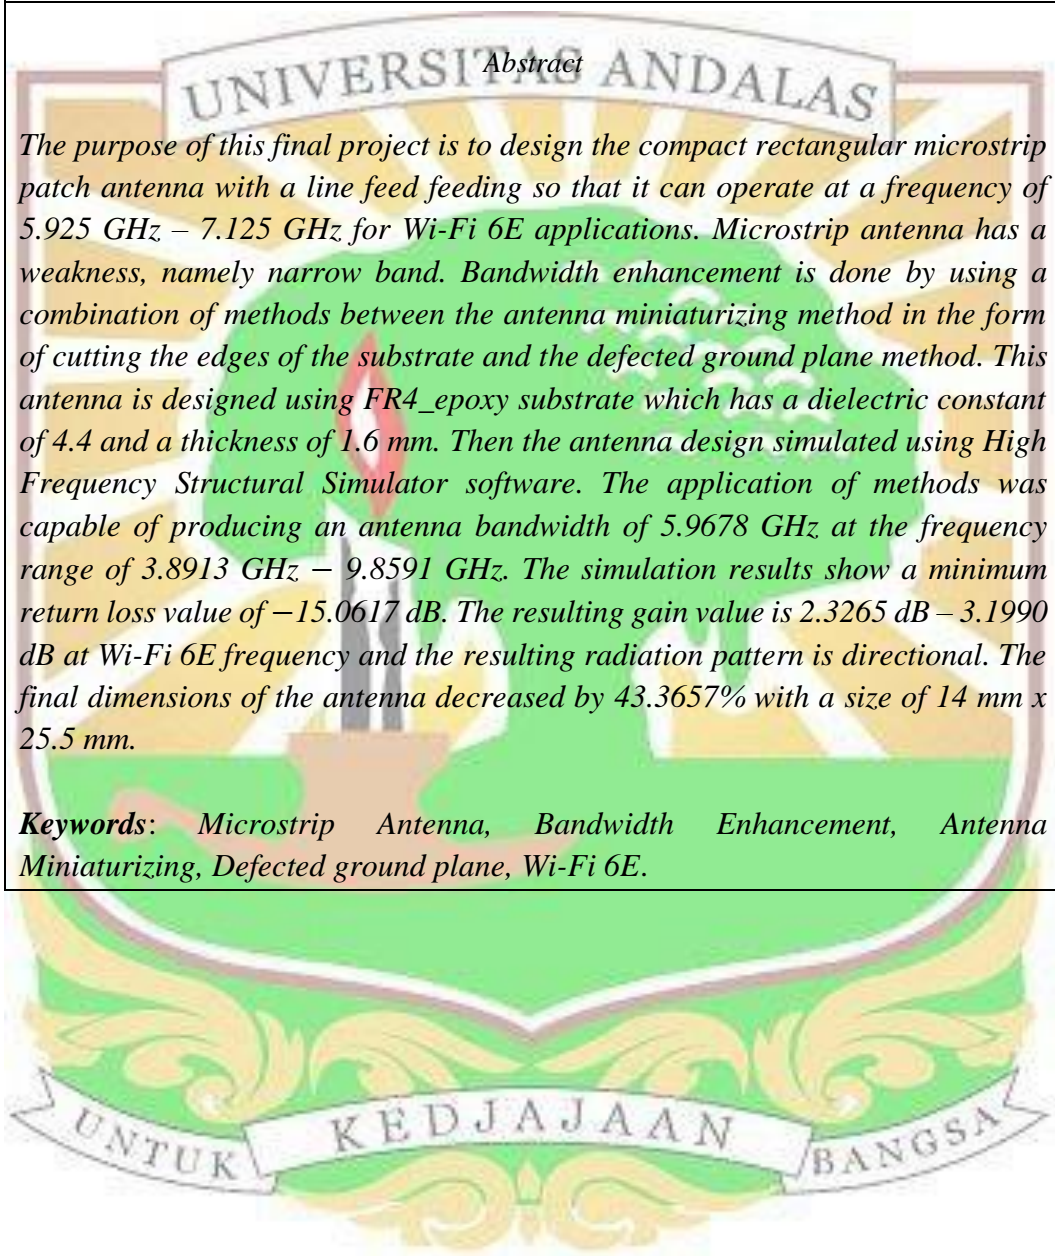 UNIVERSITAS ANDALAS
Abstract
The purpose of this final project is to design the compact rectangular microstrip
patch antenna with a line feed feeding so that it can operate at a frequency of
5.925 GHz – 7.125 GHz for Wi-Fi 6E applications. Microstrip antenna has a
weakness, namely narrow band. Bandwidth enhancement is done by using a
combination of methods between the antenna miniaturizing method in the form
of cutting the edges of the substrate and the defected ground plane method. This
antenna is designed using FR4_epoxy substrate which has a dielectric constant
of 4.4 and a thickness of 1.6 mm. Then the antenna design simulated using High
Frequency Structural Simulator software. The application of methods was
capable of producing an antenna bandwidth of 5.9678 GHz at the frequency
range of 3.8913 GHz − 9.8591 GHz. The simulation results show a minimum
return loss value of −15.0617 dB. The resulting gain value is 2.3265 dB – 3.1990
dB at Wi-Fi 6E frequency and the resulting radiation pattern is directional. The
final dimensions of the antenna decreased by 43.3657% with a size of 14 mm x
25.5 mm.
Keywords: Microstrip Antenna, Bandwidth Enhancement, Antenna
Miniaturizing, Defected ground plane, Wi-Fi 6E.
UNTUK KEDJAJAAN BANGSA